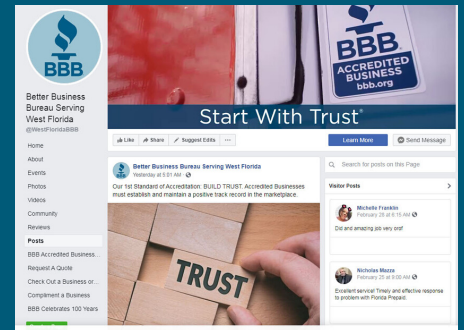 BBB
Better Business
Bureau Serving
West Florida
@WestFloridaBBB
Home
About
Events
Photos
Videos
Community
Reviews
Posts
BBB Accredited Business...
Request A Quote
Check Out a Business or...
Compliment a Business
BBB Celebrates 100 Years
BBB
ACCREDITED
BUSINESS
bbb.org
Start With Trust®
Like Share Suggest Edits ...
Learn More
Send Message
Better Business Bureau Serving West Florida
Yesterday at 5:01 AM
Our 1st Standard of Accreditation: BUILD TRUST. Accredited Businesses
must establish and maintain a positive track record in the marketplace.
TRUST
Search for posts on this Page
Visitor Posts
Michelle Franklin
February 26 at 6:15 AM
Did and amazing job very prof
Nicholas Mazza
February 26 at 9:00 AM
Excellent service! Timely and effective response
to problem with Florida Prepaid.